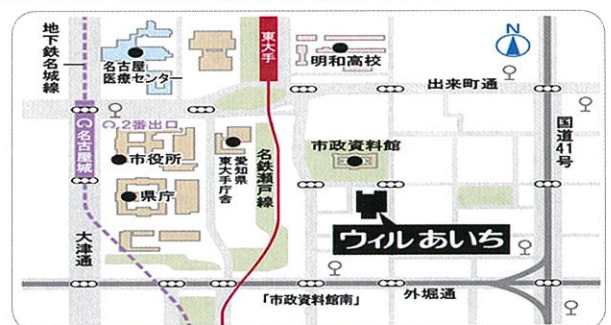 地下鉄名城線
名古屋
医療センター
東大手
明和高校
N
出来町通
国道41号
名古屋城
2番出口
市役所
県庁
愛知県
東大手庁舎
名鉄瀬戸線
市政資料館
ウィルあいち
大津通
「市政資料館南」
外堀通